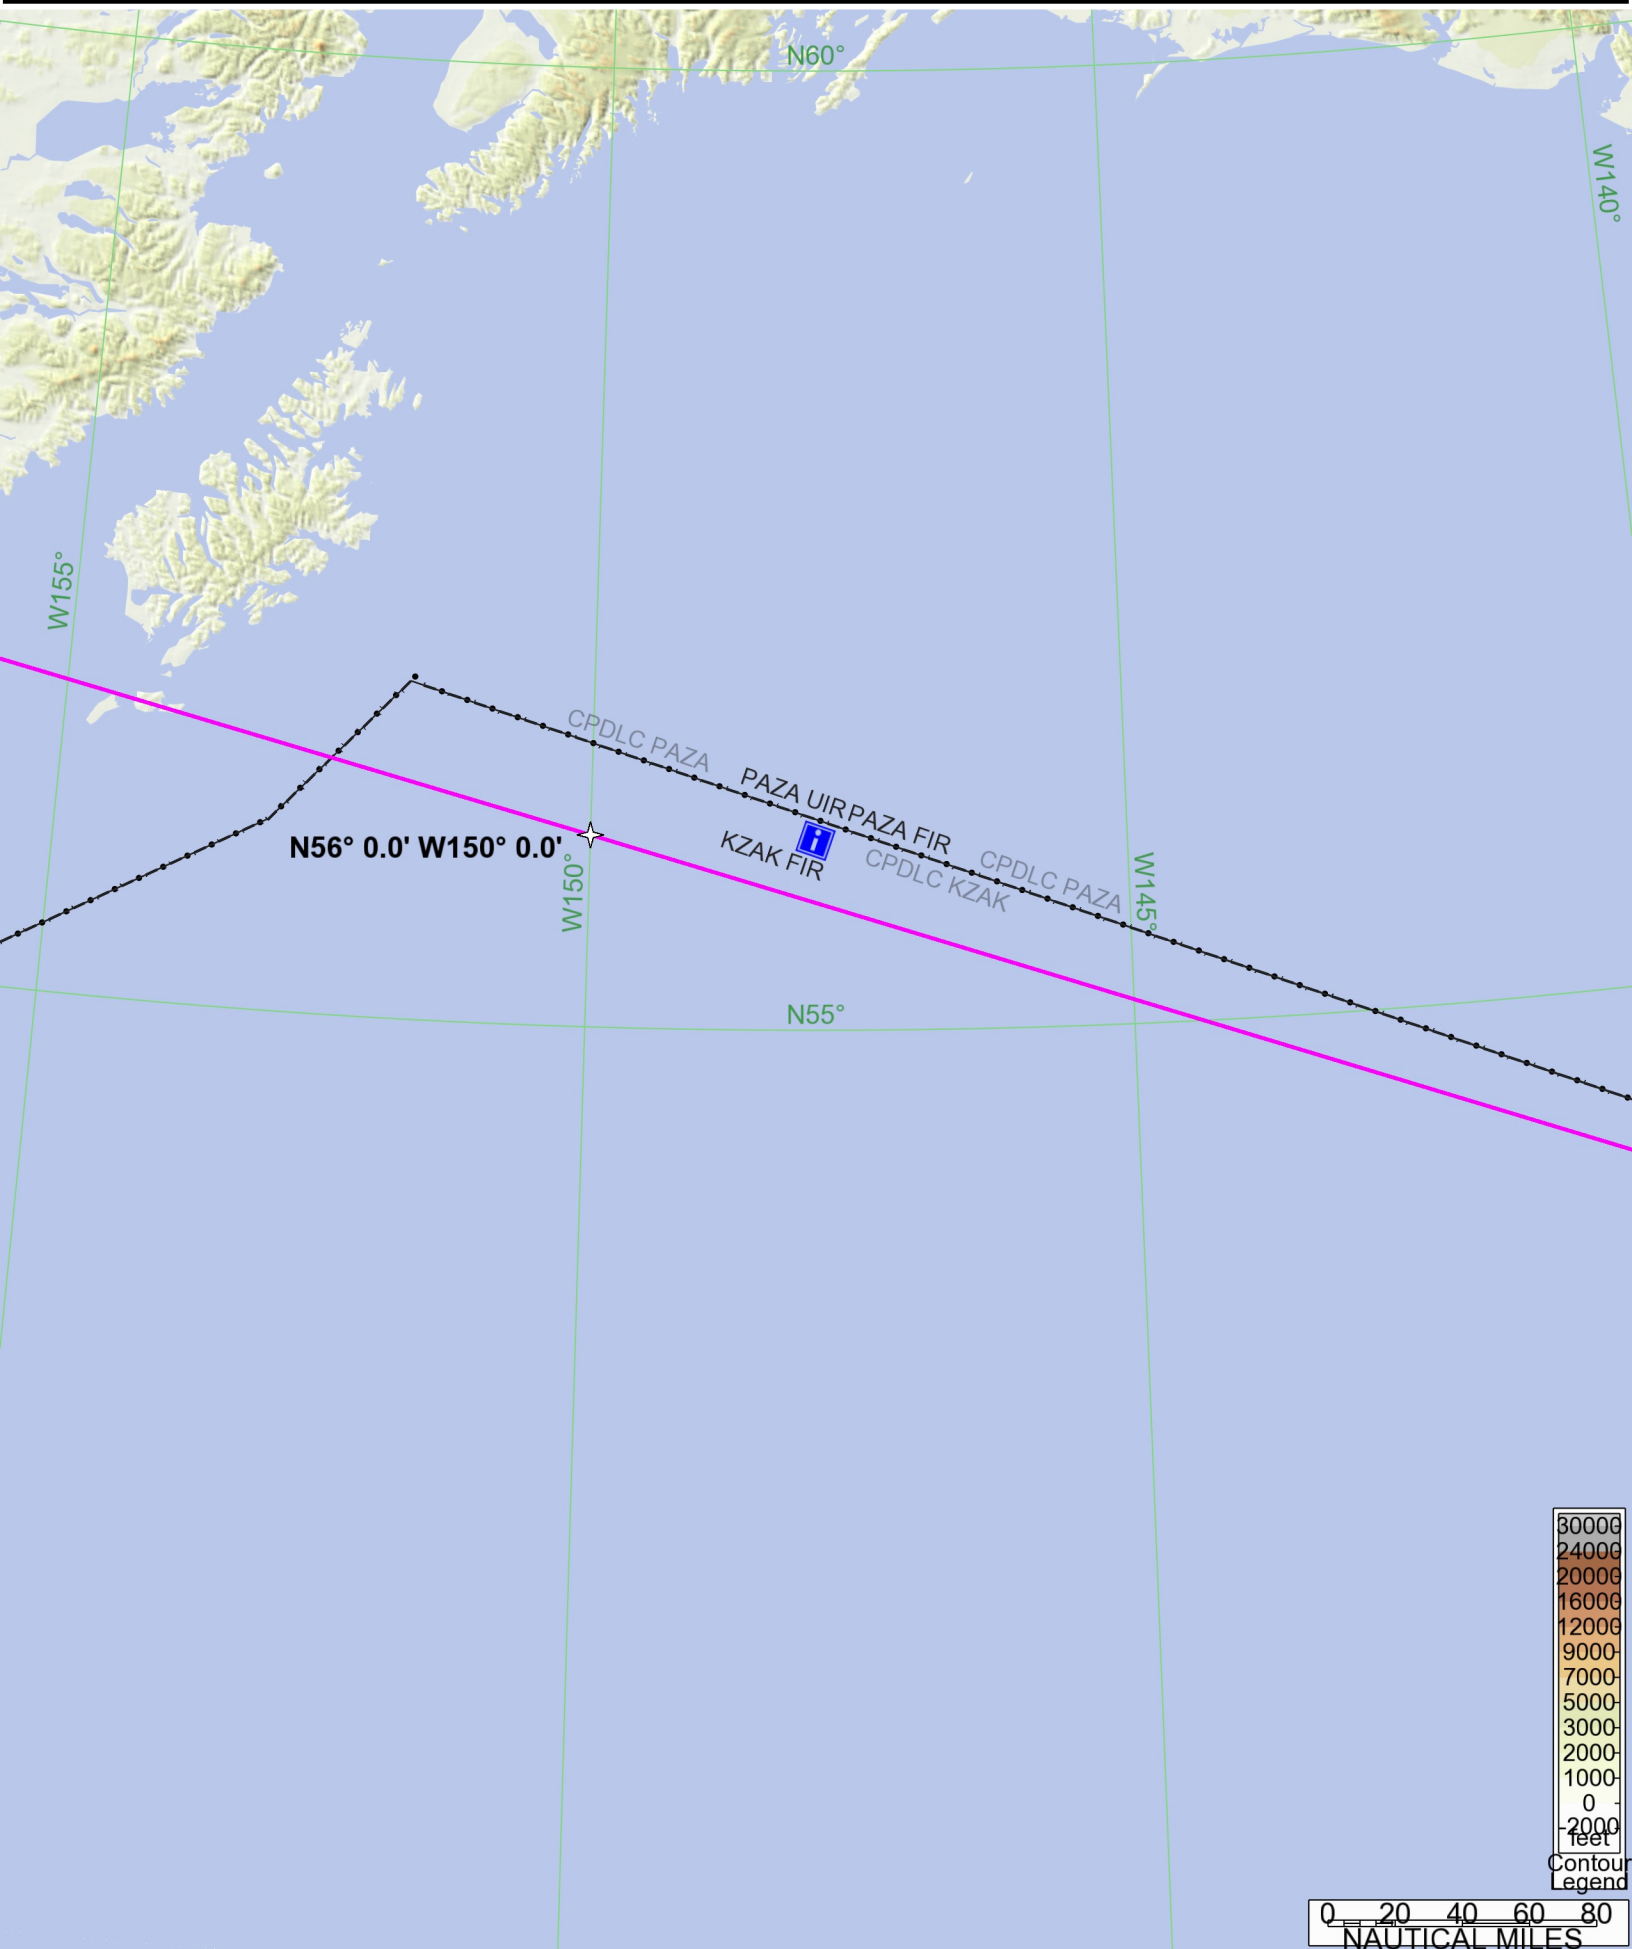 N60°
W140°
W155°
CPDLC PAZA
PAZA UIR
PAZA FIR
N56° 0.0' W150° 0.0'
KZAK FIR
CPDLC KZAK
CPDLC PAZA
W150°
W145°
N55°
30000
24000
20000
16000
12000
9000
7000
5000
3000
2000
1000
0
-2000
feet
Contour
Legend
0 20 40 60 80
NAUTICAL MILES